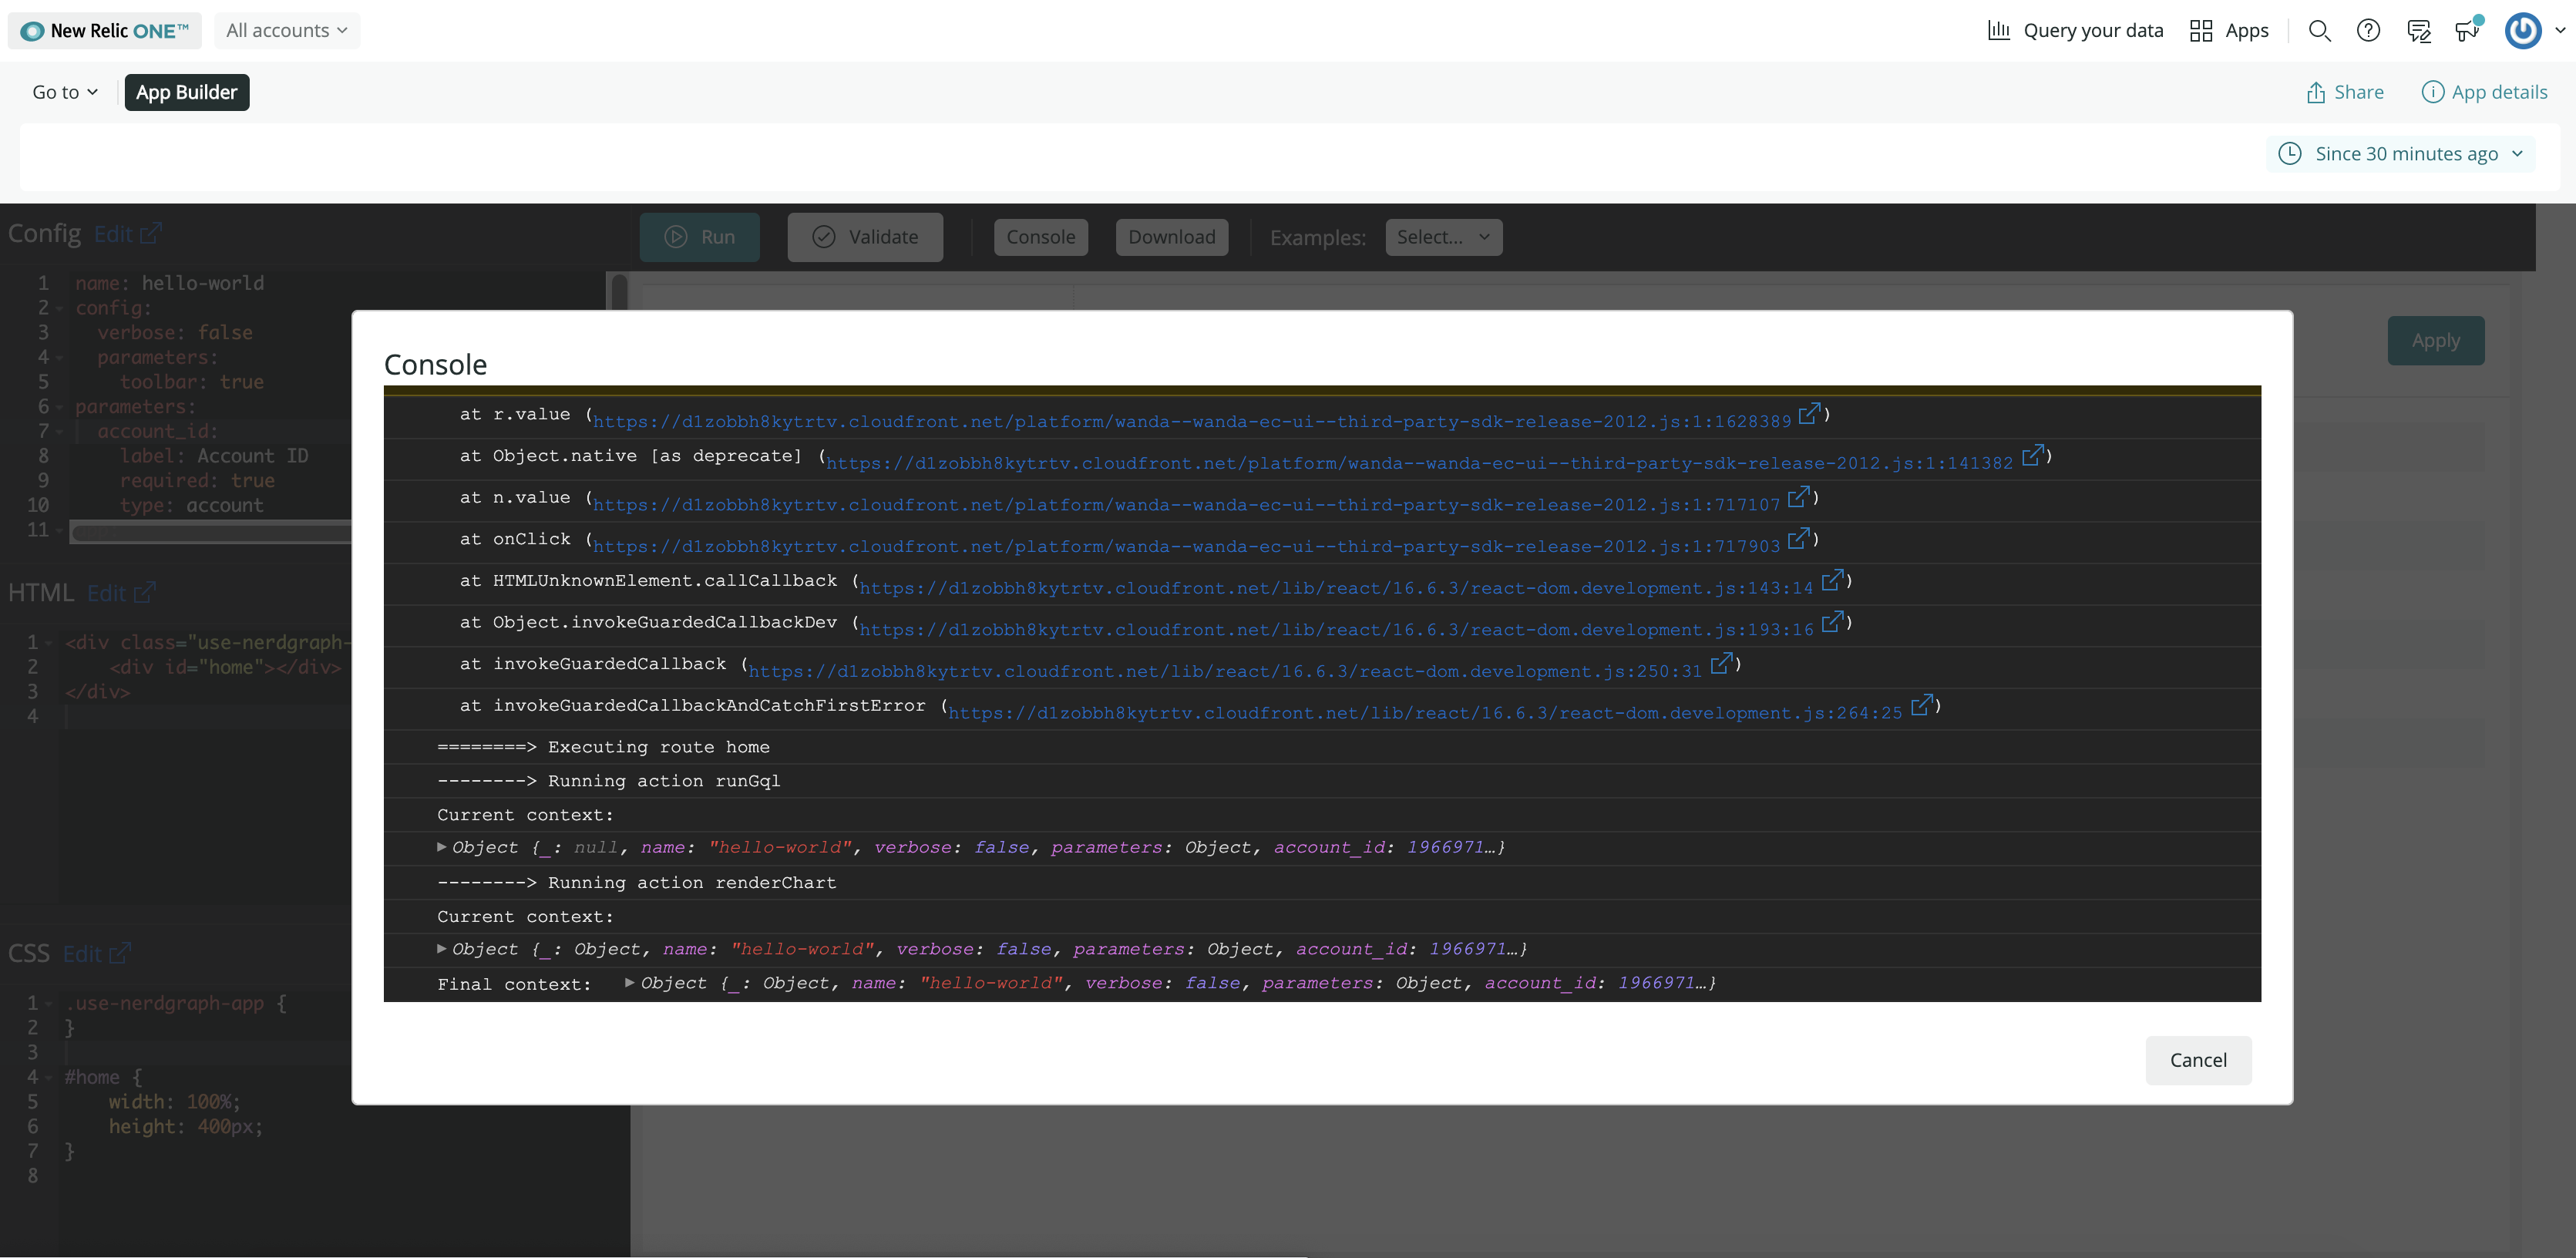 New Relic ONE™ All accounts Query your data Apps
Go to App Builder Share App details
Since 30 minutes ago
Config Edit Run Validate Console Download Examples: Select...
1 name: hello-world
2 config:
3 verbose: false
4 parameters:
5 toolbar: true
6 parameters:
7 account_id:
8 label: Account ID
9 required: true
10 type: account
11
Apply
HTML Edit
1 <div class="use-nerdgraph-
2 <div id="home"></div>
3 </div>
4
CSS Edit
1 .use-nerdgraph-app {
2 }
3
4 #home {
5 width: 100%;
6 height: 400px;
7 }
8
Console
at r.value (https://d1zobbh8kytrtv.cloudfront.net/platform/wanda--wanda-ec-ui--third-party-sdk-release-2012.js:1:1628389)
at Object.native [as deprecate] (https://d1zobbh8kytrtv.cloudfront.net/platform/wanda--wanda-ec-ui--third-party-sdk-release-2012.js:1:141382)
at n.value (https://d1zobbh8kytrtv.cloudfront.net/platform/wanda--wanda-ec-ui--third-party-sdk-release-2012.js:1:717107)
at onClick (https://d1zobbh8kytrtv.cloudfront.net/platform/wanda--wanda-ec-ui--third-party-sdk-release-2012.js:1:717903)
at HTMLUnknownElement.callCallback (https://d1zobbh8kytrtv.cloudfront.net/lib/react/16.6.3/react-dom.development.js:143:14)
at Object.invokeGuardedCallbackDev (https://d1zobbh8kytrtv.cloudfront.net/lib/react/16.6.3/react-dom.development.js:193:16)
at invokeGuardedCallback (https://d1zobbh8kytrtv.cloudfront.net/lib/react/16.6.3/react-dom.development.js:250:31)
at invokeGuardedCallbackAndCatchFirstError (https://d1zobbh8kytrtv.cloudfront.net/lib/react/16.6.3/react-dom.development.js:264:25)
========> Executing route home
--------> Running action runGql
Current context:
Object {_: null, name: "hello-world", verbose: false, parameters: Object, account_id: 1966971…}
--------> Running action renderChart
Current context:
Object {_: Object, name: "hello-world", verbose: false, parameters: Object, account_id: 1966971…}
Final context: Object {_: Object, name: "hello-world", verbose: false, parameters: Object, account_id: 1966971…}
Cancel